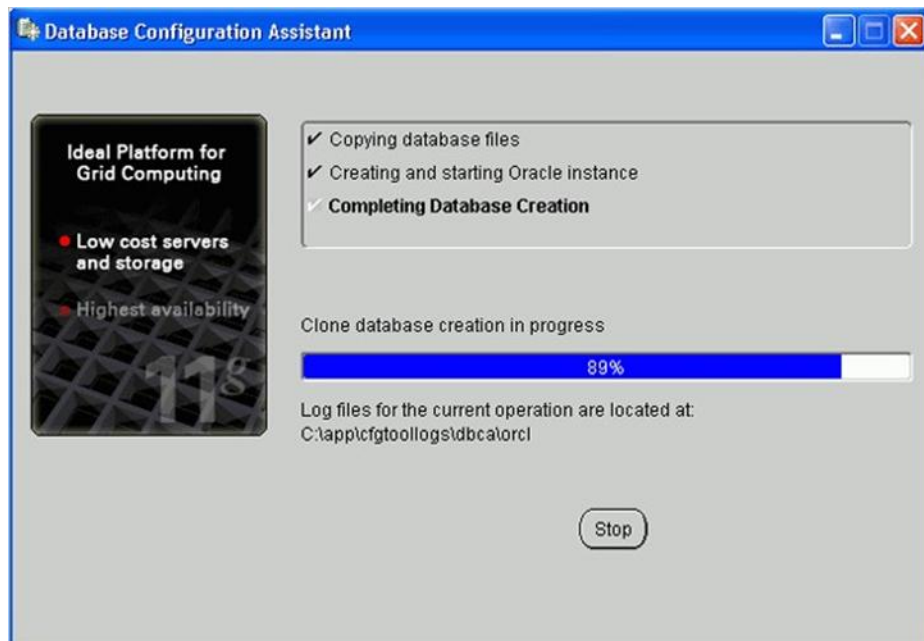 Database Configuration Assistant
Ideal Platform for
Grid Computing
Low cost servers
and storage
Highest availability
11g
Copying database files
Creating and starting Oracle instance
Completing Database Creation
Clone database creation in progress
89%
Log files for the current operation are located at:
C:\app\cfgtoollogs\dbca\orcl
Stop